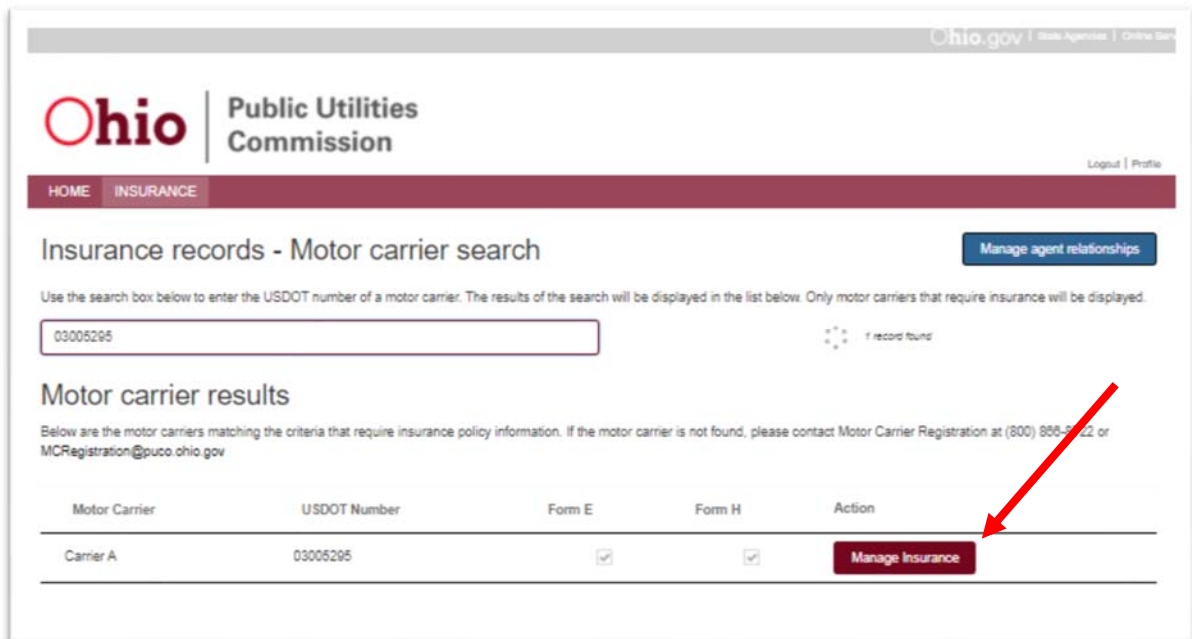 Ohio.gov | State Agencies | Online Serv
Ohio | Public Utilities
Commission
Logout | Profile
HOME INSURANCE
Insurance records - Motor carrier search
Manage agent relationships
Use the search box below to enter the USDOT number of a motor carrier. The results of the search will be displayed in the list below. Only motor carriers that require insurance will be displayed.
03005295
1 record found
Motor carrier results
Below are the motor carriers matching the criteria that require insurance policy information. If the motor carrier is not found, please contact Motor Carrier Registration at (800) or
MCRegistration@puco.ohio.gov
Motor Carrier USDOT Number Form E Form H Action
Carrier A 03005295 Manage Insurance